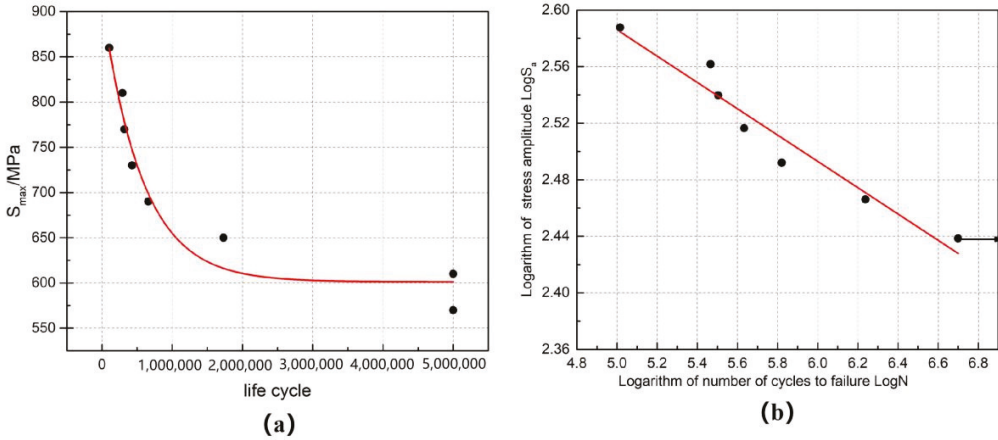 900
850
800
750
700
650
600
550
S_max/MPa
0 1,000,000 2,000,000 3,000,000 4,000,000 5,000,000
life cycle
(a)
2.60
2.56
2.52
2.48
2.44
2.40
2.36
Logarithm of stress amplitude LogS_a
4.8 5.0 5.2 5.4 5.6 5.8 6.0 6.2 6.4 6.6 6.8
Logarithm of number of cycles to failure LogN
(b)